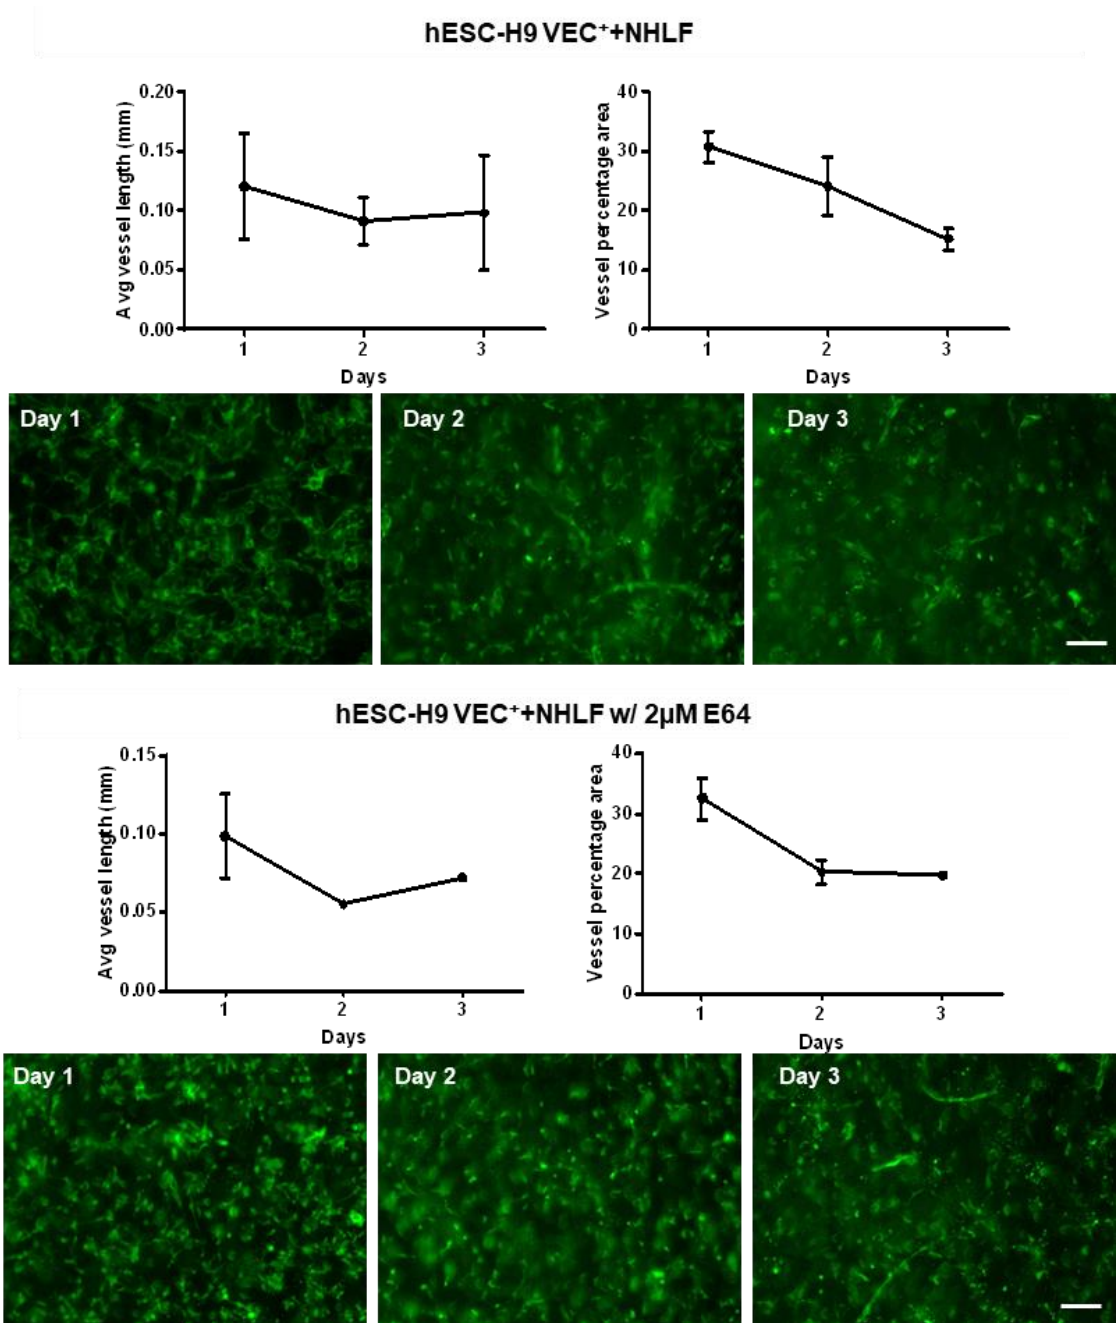 hESC-H9 VEC⁺+NHLF
Avg vessel length (mm)
0.20
0.15
0.10
0.05
0.00
1 2 3
Days
Vessel percentage area
40
30
20
10
0
1 2 3
Days
Day 1
Day 2
Day 3
hESC-H9 VEC⁺+NHLF w/ 2µM E64
Avg vessel length (mm)
0.15
0.10
0.05
0.00
1 2 3
Days
Vessel percentage area
40
30
20
10
0
1 2 3
Days
Day 1
Day 2
Day 3